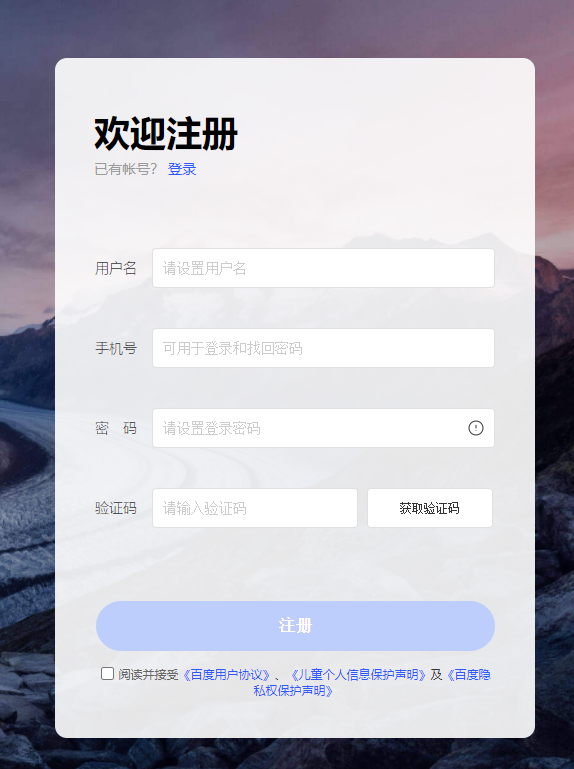 欢迎注册
已有帐号? 登录
用户名 请设置用户名
手机号 可用于登录和找回密码
密 码 请设置登录密码
验证码 请输入验证码 获取验证码
注册
阅读并接受《百度用户协议》、《儿童个人信息保护声明》及《百度隐
私权保护声明》